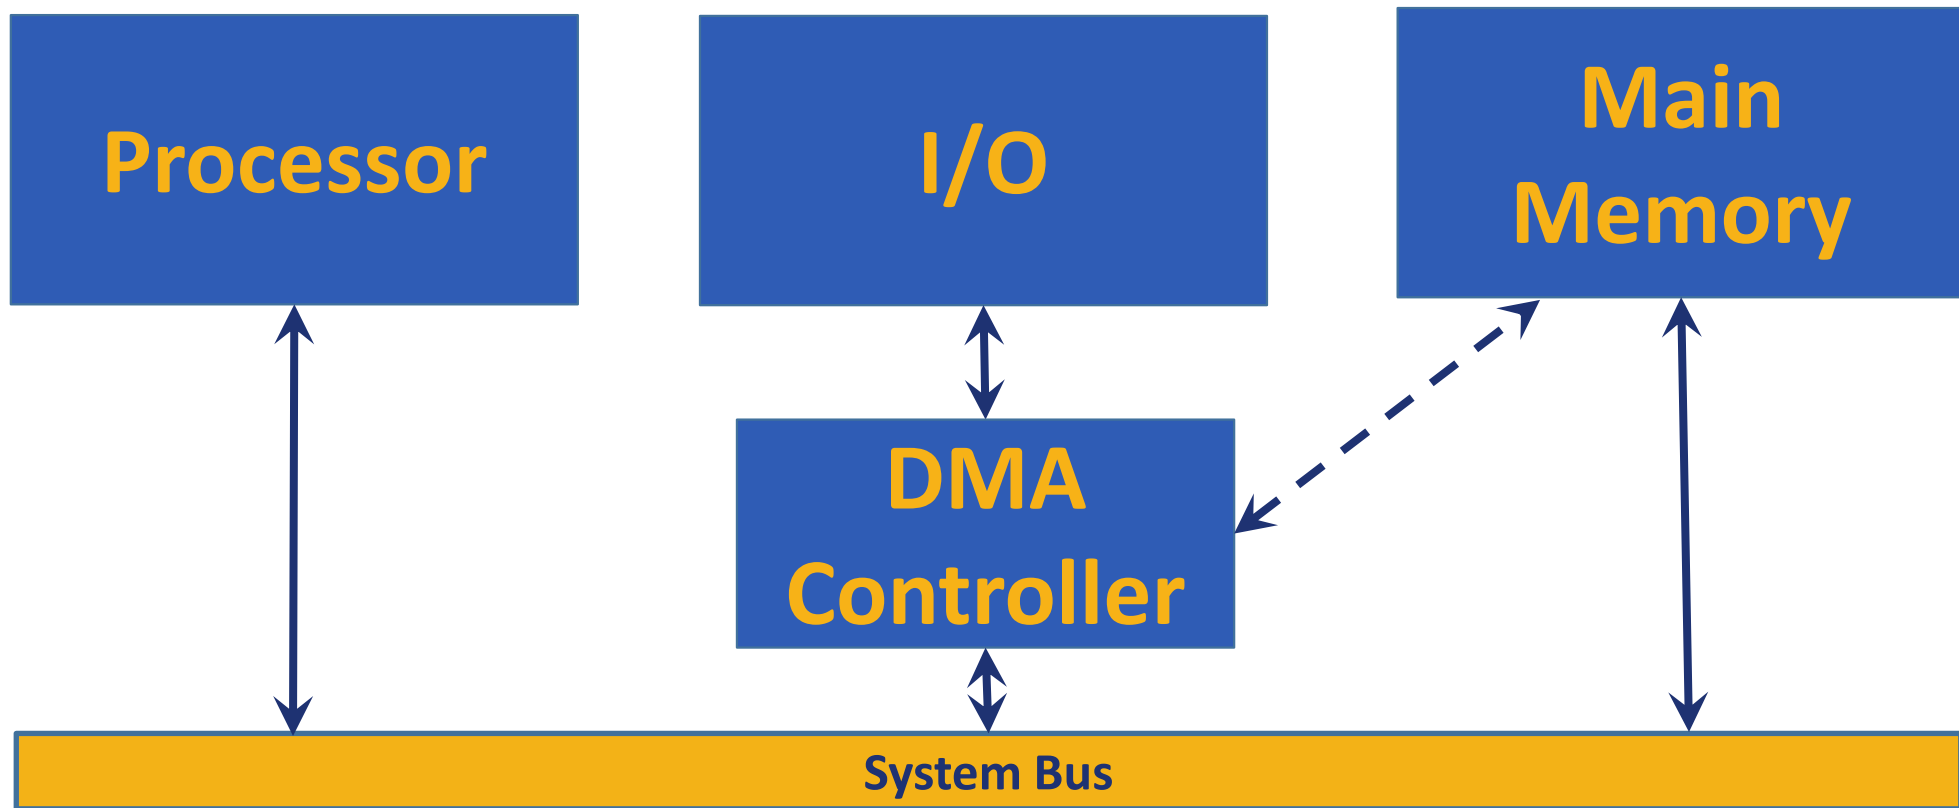 Processor
I/O
Main
Memory
DMA
Controller
System Bus